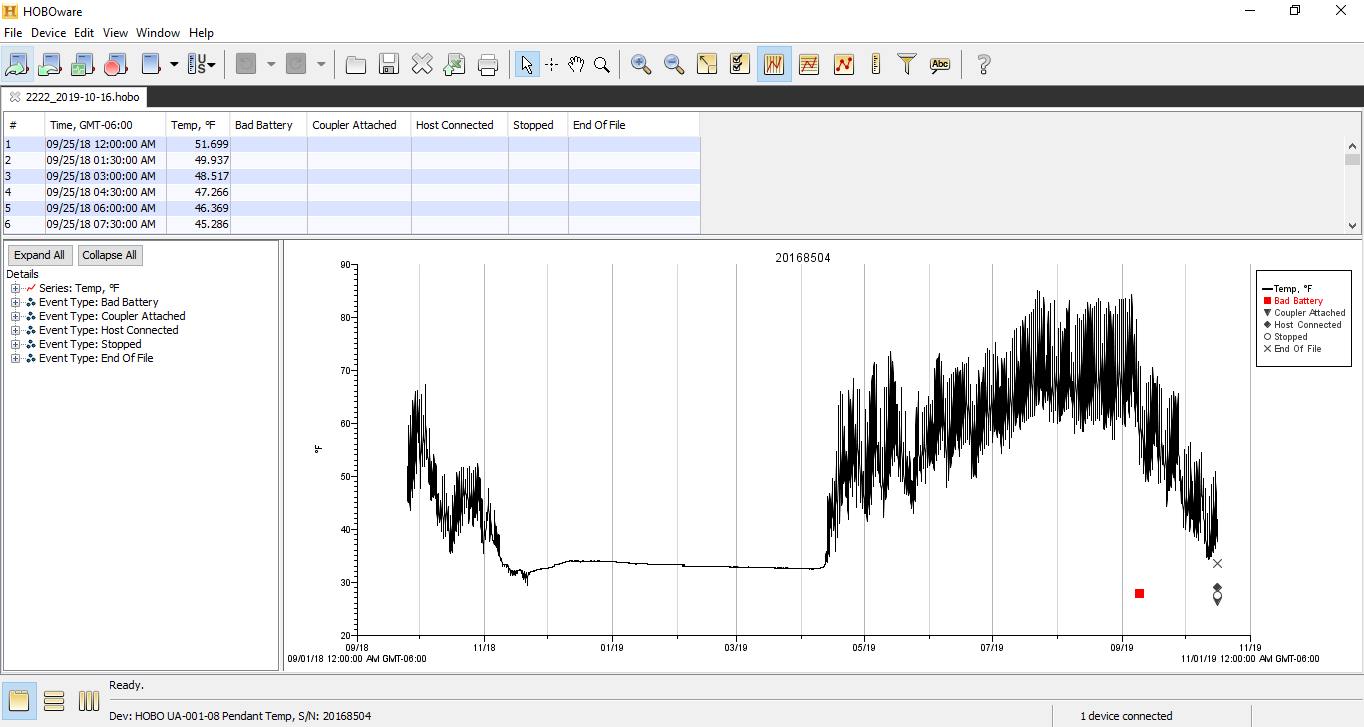 HOBOware
File Device Edit View Window Help
2222_2019-10-16.hobo
# Time, GMT-06:00 Temp, °F Bad Battery Coupler Attached Host Connected Stopped End Of File
1 09/25/18 12:00:00 AM 51.699
2 09/25/18 01:30:00 AM 49.937
3 09/25/18 03:00:00 AM 48.517
4 09/25/18 04:30:00 AM 47.266
5 09/25/18 06:00:00 AM 46.369
6 09/25/18 07:30:00 AM 45.286
Expand All Collapse All
Details
Series: Temp, °F
Event Type: Bad Battery
Event Type: Coupler Attached
Event Type: Host Connected
Event Type: Stopped
Event Type: End Of File
20168504
90
80
70
60
50
40
30
20
°F
09/18 11/18 01/19 03/19 05/19 07/19 09/19 11/19
09/01/18 12:00:00 AM GMT-06:00 11/01/19 12:00:00 AM GMT-06:00
Temp, °F
Bad Battery
Coupler Attached
Host Connected
Stopped
End Of File
Ready.
Dev: HOBO UA-001-08 Pendant Temp, S/N: 20168504 1 device connected
U
S
Abc
?